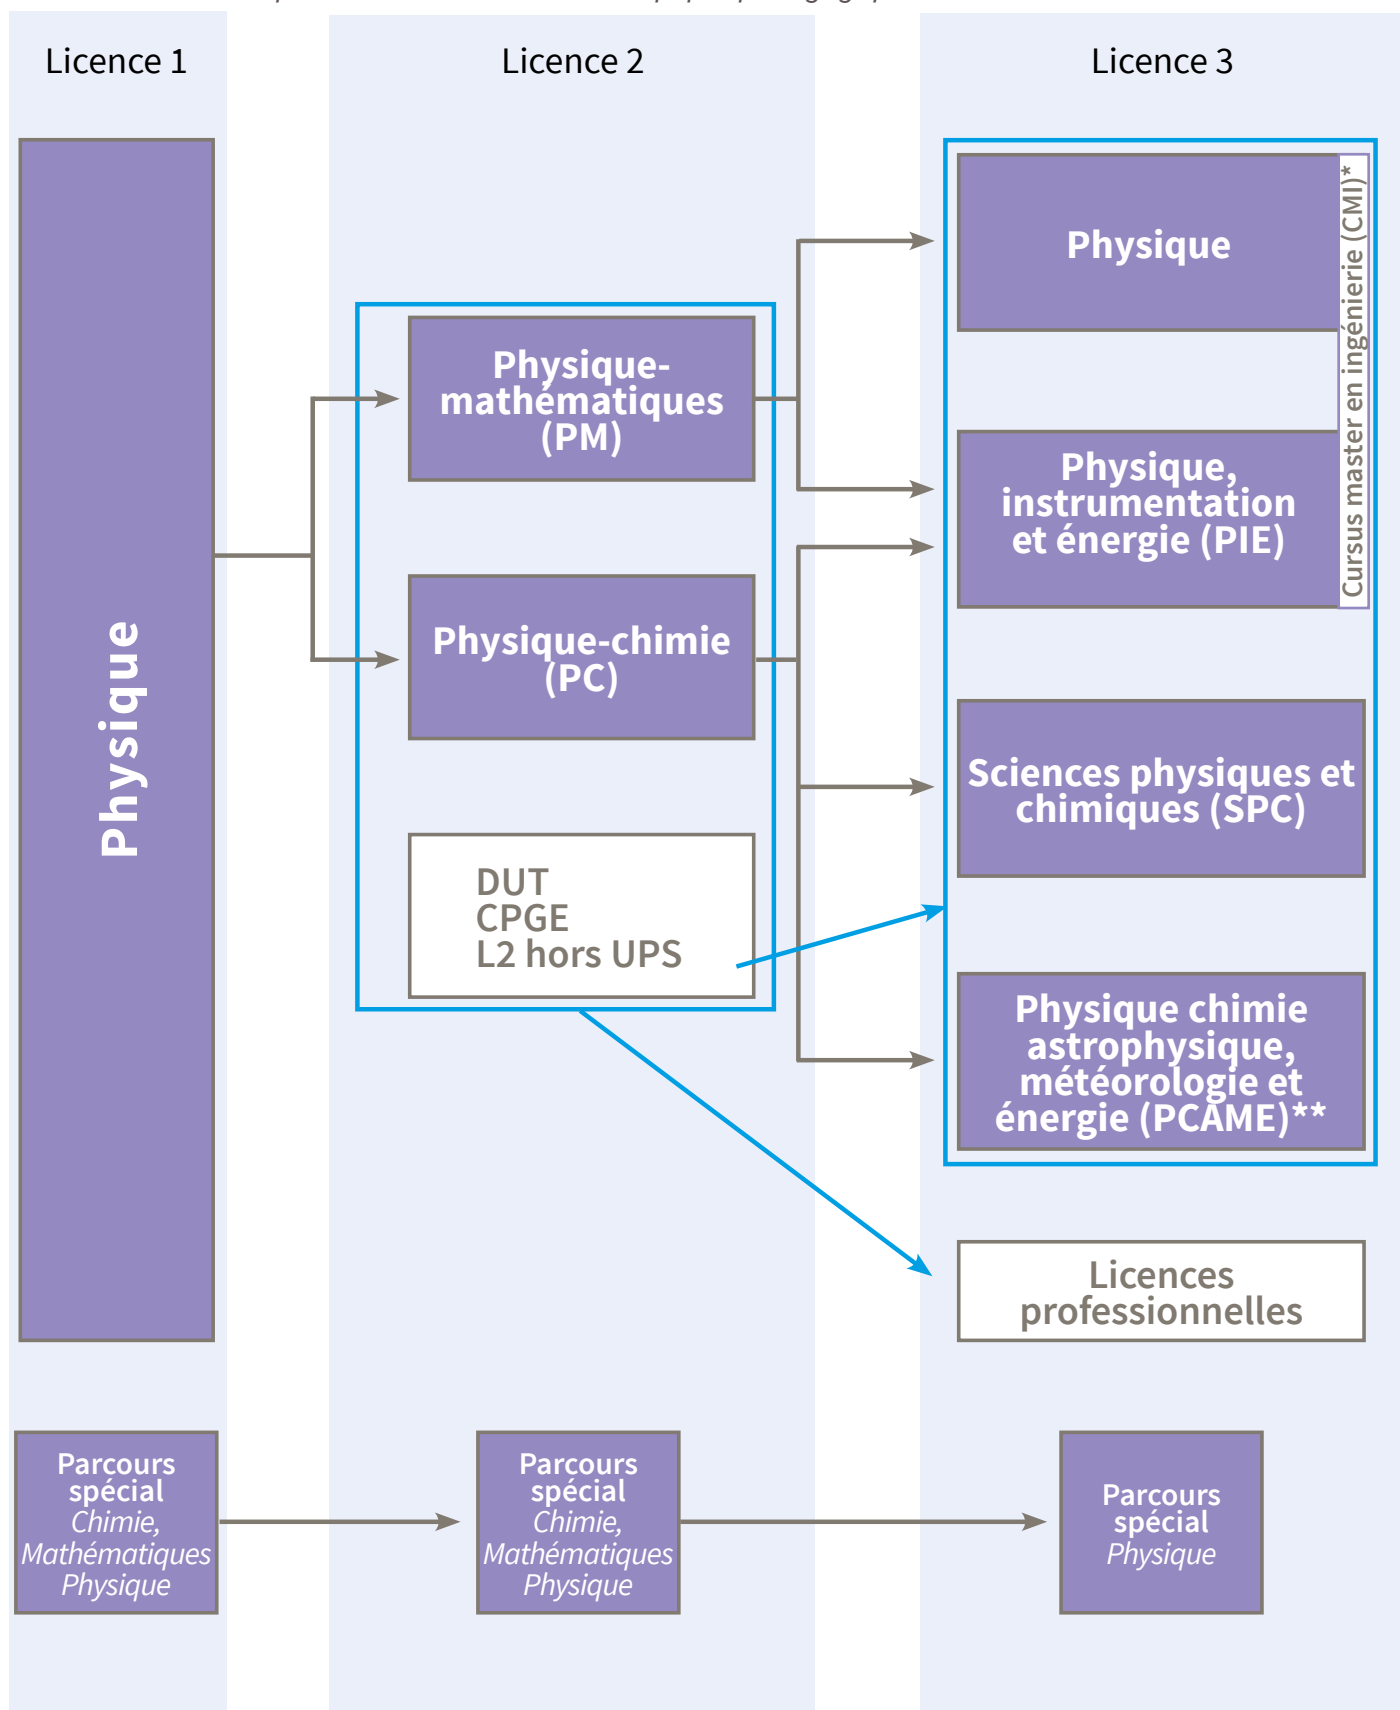 Licence 1
Licence 2
Licence 3
Physique
Physique-
mathématiques
(PM)
Physique-chimie
(PC)
DUT
CPGE
L2 hors UPS
Physique
Cursus master en ingénierie (CMI)*
Physique,
instrumentation
et énergie (PIE)
Sciences physiques et
chimiques (SPC)
Physique chimie
astrophysique,
météorologie et
énergie (PCAME)**
Licences
professionnelles
Parcours
spécial
Chimie,
Mathématiques
Physique
Parcours
spécial
Chimie,
Mathématiques
Physique
Parcours
spécial
Physique